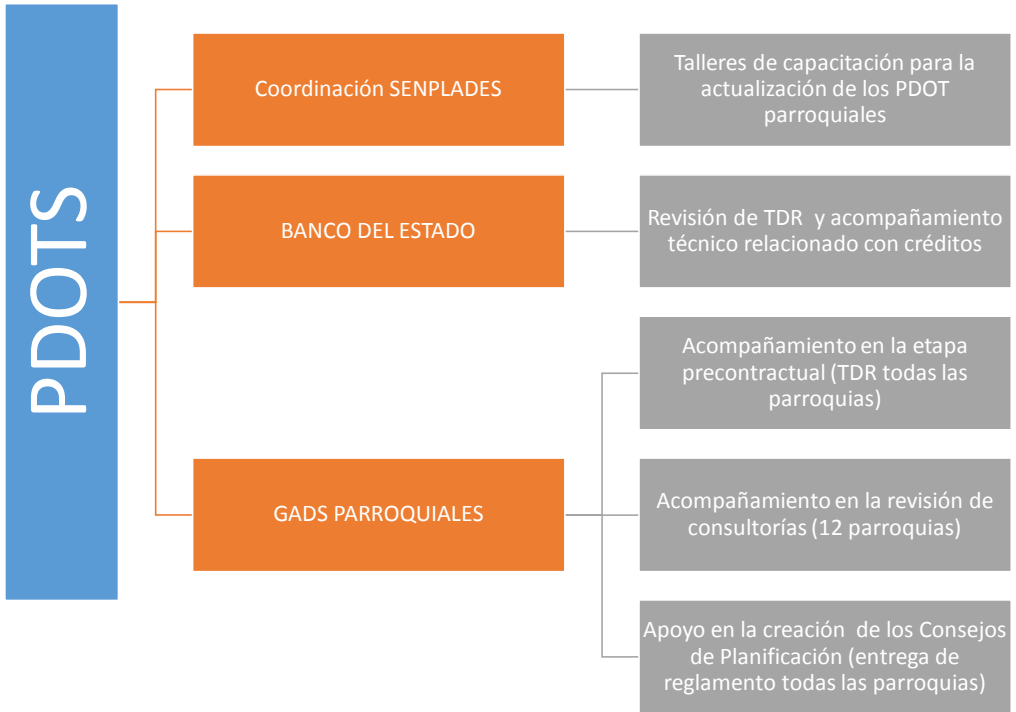 PDOTS
Coordinación SENPLADES
Talleres de capacitación para la
actualización de los PDOT
parroquiales
BANCO DEL ESTADO
Revisión de TDR y acompañamiento
técnico relacionado con créditos
GADS PARROQUIALES
Acompañamiento en la etapa
precontractual (TDR todas las
parroquias)
Acompañamiento en la revisión de
consultorías (12 parroquias)
Apoyo en la creación de los Consejos
de Planificación (entrega de
reglamento todas las parroquias)